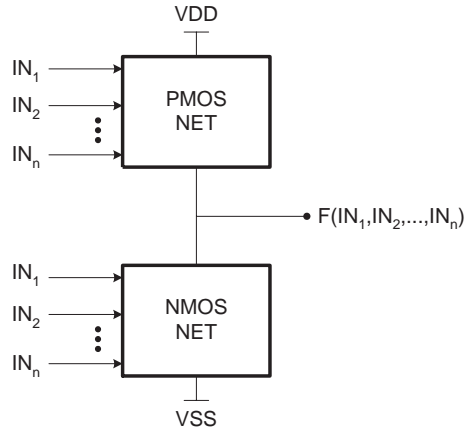 VDD
IN₁
IN₂
INₙ
PMOS
NET
F(IN₁,IN₂,...,INₙ)
IN₁
IN₂
INₙ
NMOS
NET
VSS